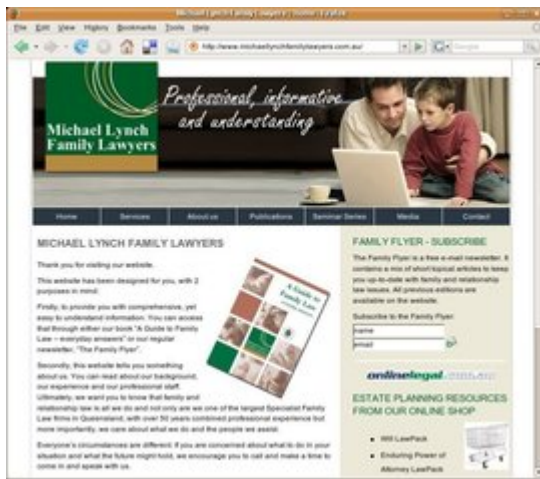 Michael Lynch Family Lawyers - Home - Firefox
File Edit View History Bookmarks Tools Help
http://www.michaellynchfamilylawyers.com.au/
Google
Professional, informative
and understanding
Michael Lynch
Family Lawyers
Home Services About us Publications Seminar Series Media Contact
MICHAEL LYNCH FAMILY LAWYERS
Thank you for visiting our website.
This website has been designed for you, with 2
purposes in mind:
Firstly, to provide you with comprehensive, yet
easy to understand information. You can access
that through either our book "A Guide to Family
Law – everyday answers" or our regular
newsletter, "The Family Flyer".
Secondly, this website tells you something
about us. You can read about our background,
our experience and our professional staff.
Ultimately, we want you to know that family and
relationship law is all we do and not only are we one of the largest Specialist Family
Law firms in Queensland, with over 50 years combined professional experience but
more importantly, we care about what we do and the people we assist.
Everyone's circumstances are different. If you are concerned about what to do in your
situation and what the future might hold, we encourage you to call and make a time to
come in and speak with us.
A Guide to
Family Law
FAMILY FLYER - SUBSCRIBE
The Family Flyer is a free e-mail newsletter. It
contains a mix of short topical articles to keep
you up-to-date with family and relationship
law issues. All previous editions are
available on the website.
Subscribe to the Family Flyer:
name
email
onlinelegal.com.au
ESTATE PLANNING RESOURCES
FROM OUR ONLINE SHOP
Will LawPack
Enduring Power of
Attorney LawPack